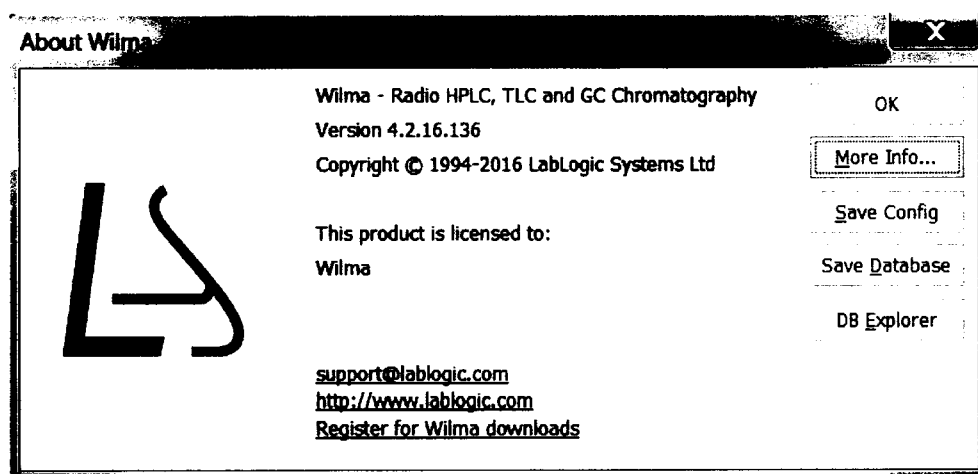 About Wilma
X
Wilma - Radio HPLC, TLC and GC Chromatography
Version 4.2.16.136
Copyright © 1994-2016 LabLogic Systems Ltd
This product is licensed to:
Wilma
support@lablogic.com
http://www.lablogic.com
Register for Wilma downloads
OK
More Info...
Save Config
Save Database
DB Explorer